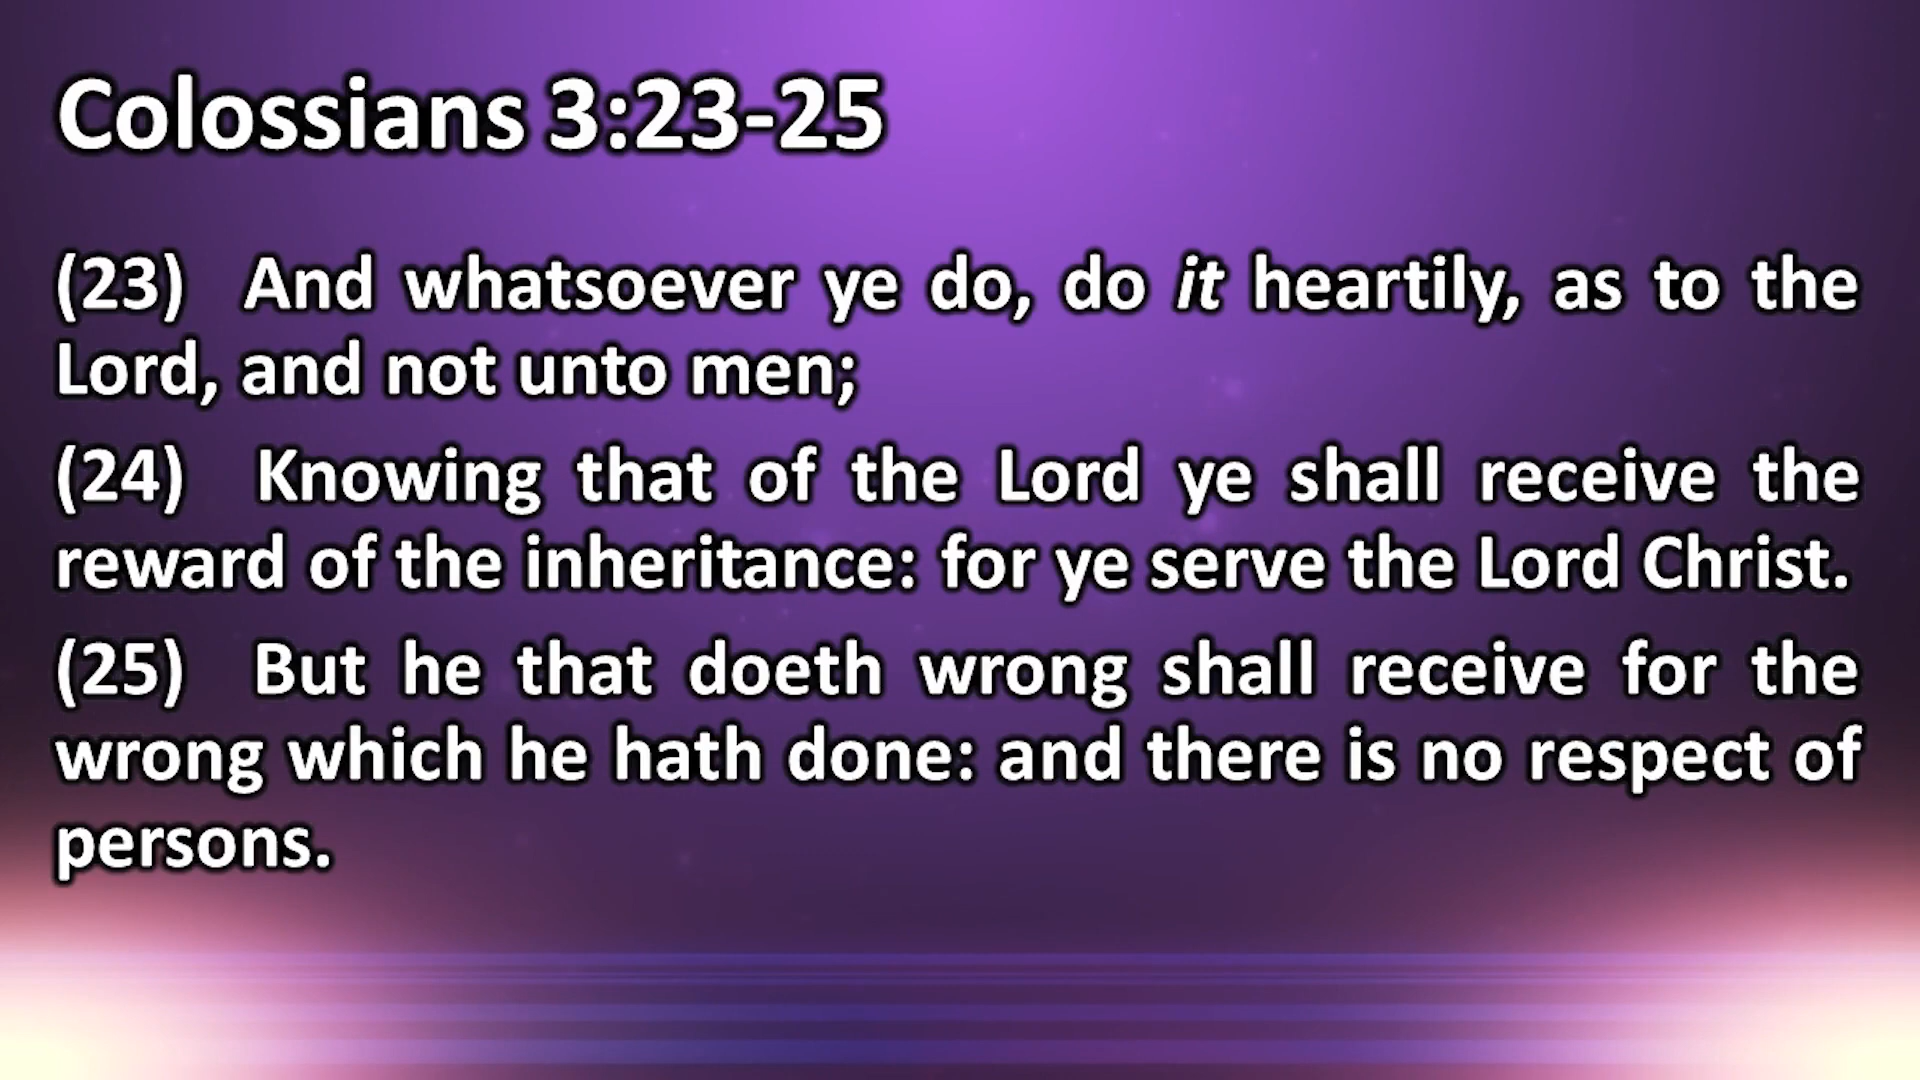 Colossians 3:23-25
(23) And whatsoever ye do, do it heartily, as to the
Lord, and not unto men;
(24) Knowing that of the Lord ye shall receive the
reward of the inheritance: for ye serve the Lord Christ.
(25) But he that doeth wrong shall receive for the
wrong which he hath done: and there is no respect of
persons.